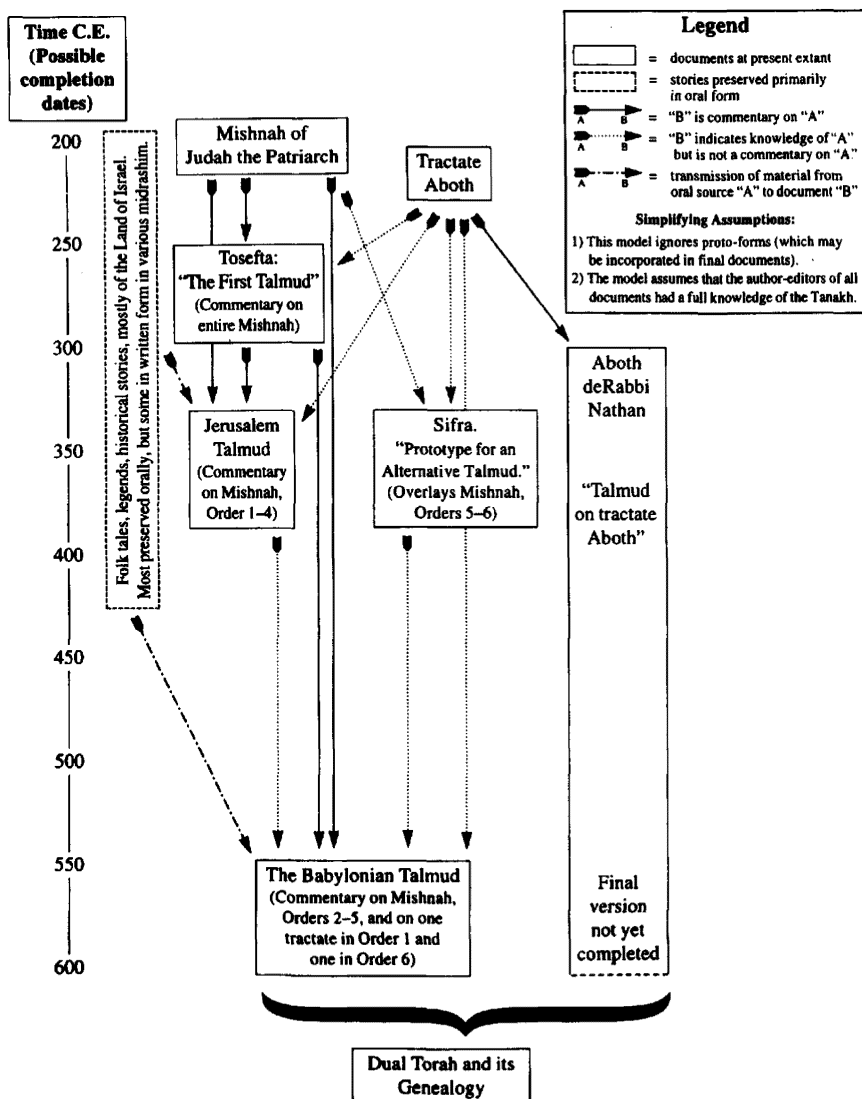 Time C.E.
(Possible
completion
dates)
200
250
300
350
400
450
500
550
600
Folk tales, legends, historical stories, mostly of the Land of Israel.
Most preserved orally, but some in written form in various midrashim.
Mishnah of
Judah the Patriarch
Tractate
Aboth
Tosefta:
"The First Talmud"
(Commentary on
entire Mishnah)
Jerusalem
Talmud
(Commentary
on Mishnah,
Order 1–4)
Sifra.
"Prototype for an
Alternative Talmud."
(Overlays Mishnah,
Orders 5–6)
Aboth
deRabbi
Nathan
"Talmud
on tractate
Aboth"
Final
version
not yet
completed
The Babylonian Talmud
(Commentary on Mishnah,
Orders 2–5, and on one
tractate in Order 1 and
one in Order 6)
Dual Torah and its
Genealogy
Legend
= documents at present extant
= stories preserved primarily
in oral form
A B = "B" is commentary on "A"
A B = "B" indicates knowledge of "A"
but is not a commentary on "A"
A B = transmission of material from
oral source "A" to document "B"
Simplifying Assumptions:
1) This model ignores proto-forms (which may
be incorporated in final documents).
2) The model assumes that the author-editors of all
documents had a full knowledge of the Tanakh.